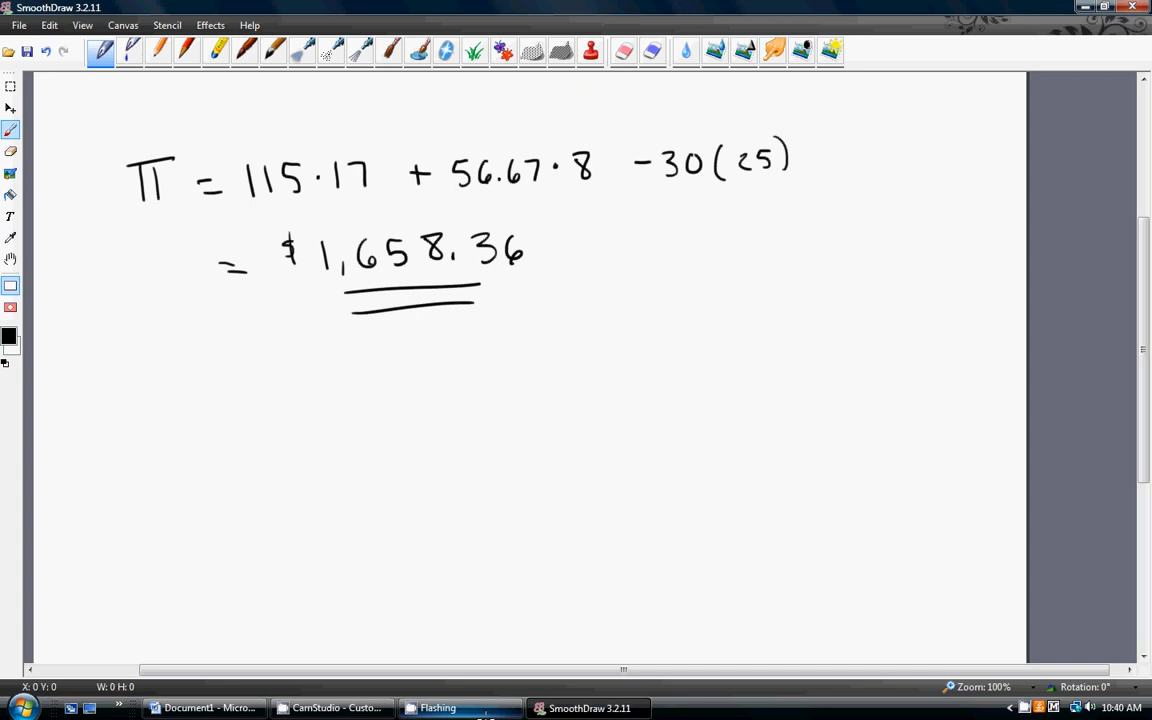 SmoothDraw 3.2.11
File Edit View Canvas Stencil Effects Help
Π = 115·17 + 56.67·8 -30(25)
= $1,658.36
X: 0 Y: 0 W: 0 H: 0 Zoom: 100% Rotation: 0°
Document1 - Micro... CamStudio - Custo... Flashing SmoothDraw 3.2.11 10:40 AM